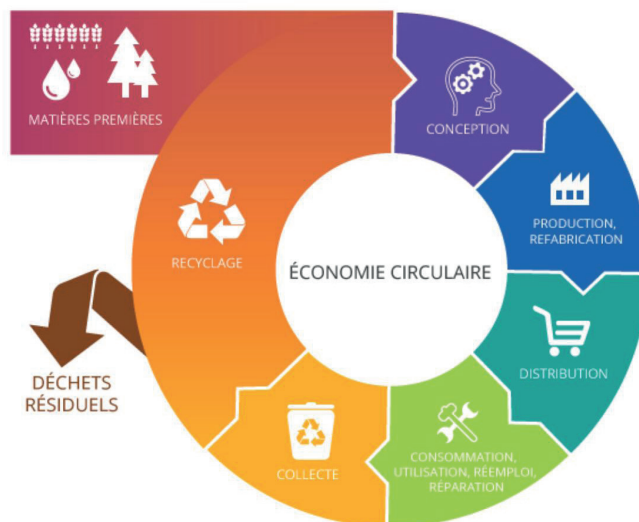 MATIÈRES PREMIÈRES
CONCEPTION
PRODUCTION,
REFABRICATION
RECYCLAGE
ÉCONOMIE CIRCULAIRE
DISTRIBUTION
DÉCHETS
RÉSIDUELS
CONSOMMATION,
UTILISATION, RÉEMPLOI,
RÉPARATION
COLLECTE